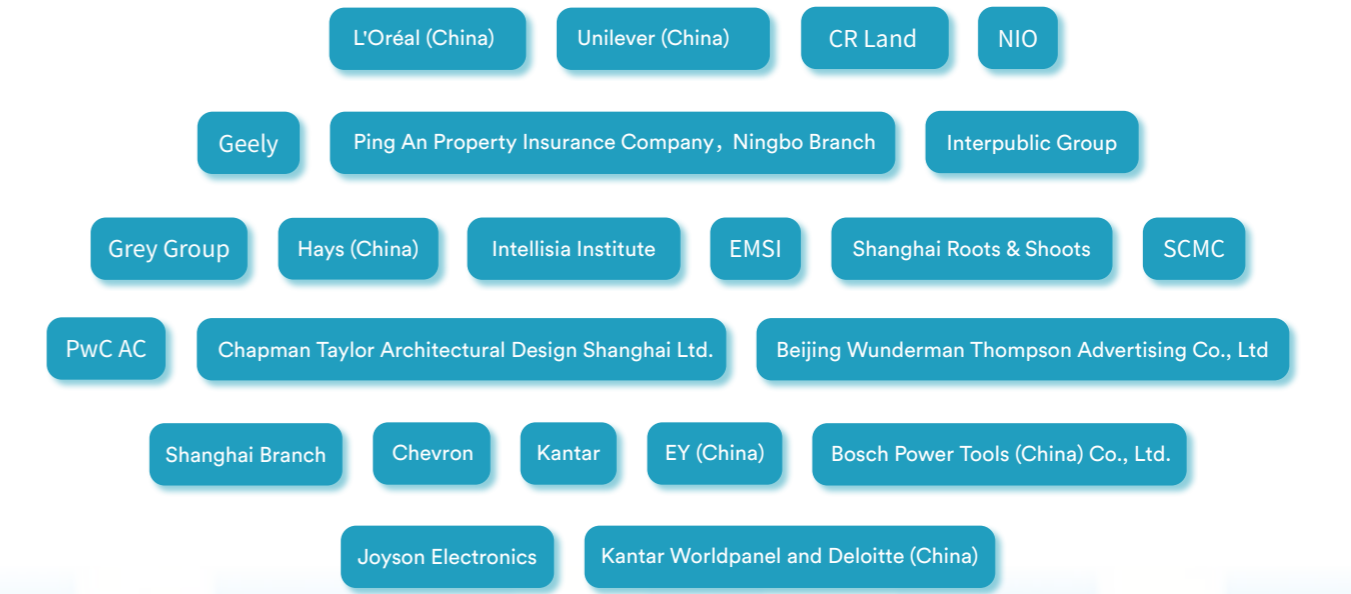 L'Oréal (China)
Unilever (China)
CR Land
NIO
Geely
Ping An Property Insurance Company，Ningbo Branch
Interpublic Group
Grey Group
Hays (China)
Intellisia Institute
EMSI
Shanghai Roots & Shoots
SCMC
PwC AC
Chapman Taylor Architectural Design Shanghai Ltd.
Beijing Wunderman Thompson Advertising Co., Ltd
Shanghai Branch
Chevron
Kantar
EY (China)
Bosch Power Tools (China) Co., Ltd.
Joyson Electronics
Kantar Worldpanel and Deloitte (China)